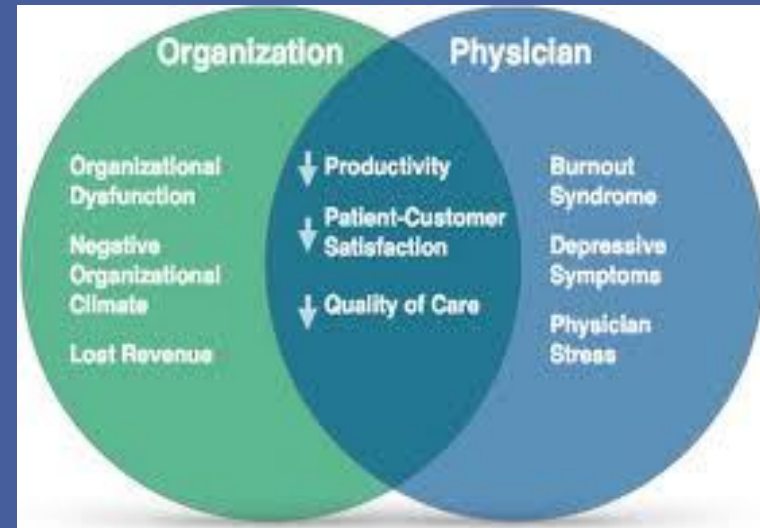 Organization
Physician
Organizational
Dysfunction
Negative
Organizational
Climate
Lost Revenue
↓ Productivity
↓ Patient-Customer
Satisfaction
↓ Quality of Care
Burnout
Syndrome
Depressive
Symptoms
Physician
Stress